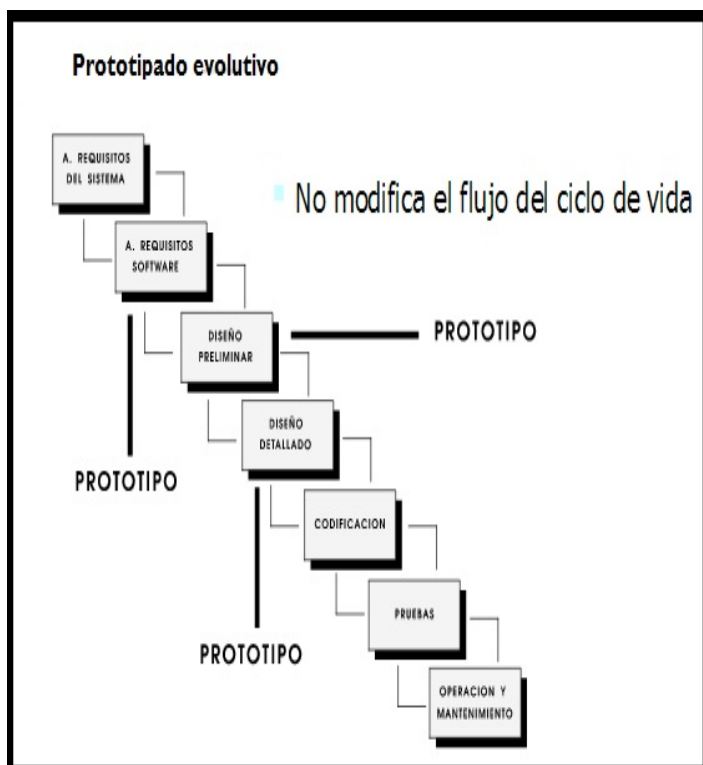 Prototipado evolutivo
A. REQUISITOS
DEL SISTEMA
No modifica el flujo del ciclo de vida
A. REQUISITOS
SOFTWARE
DISEÑO
PRELIMINAR
PROTOTIPO
DISEÑO
DETALLADO
PROTOTIPO
CODIFICACION
PRUEBAS
PROTOTIPO
OPERACION Y
MANTENIMIENTO